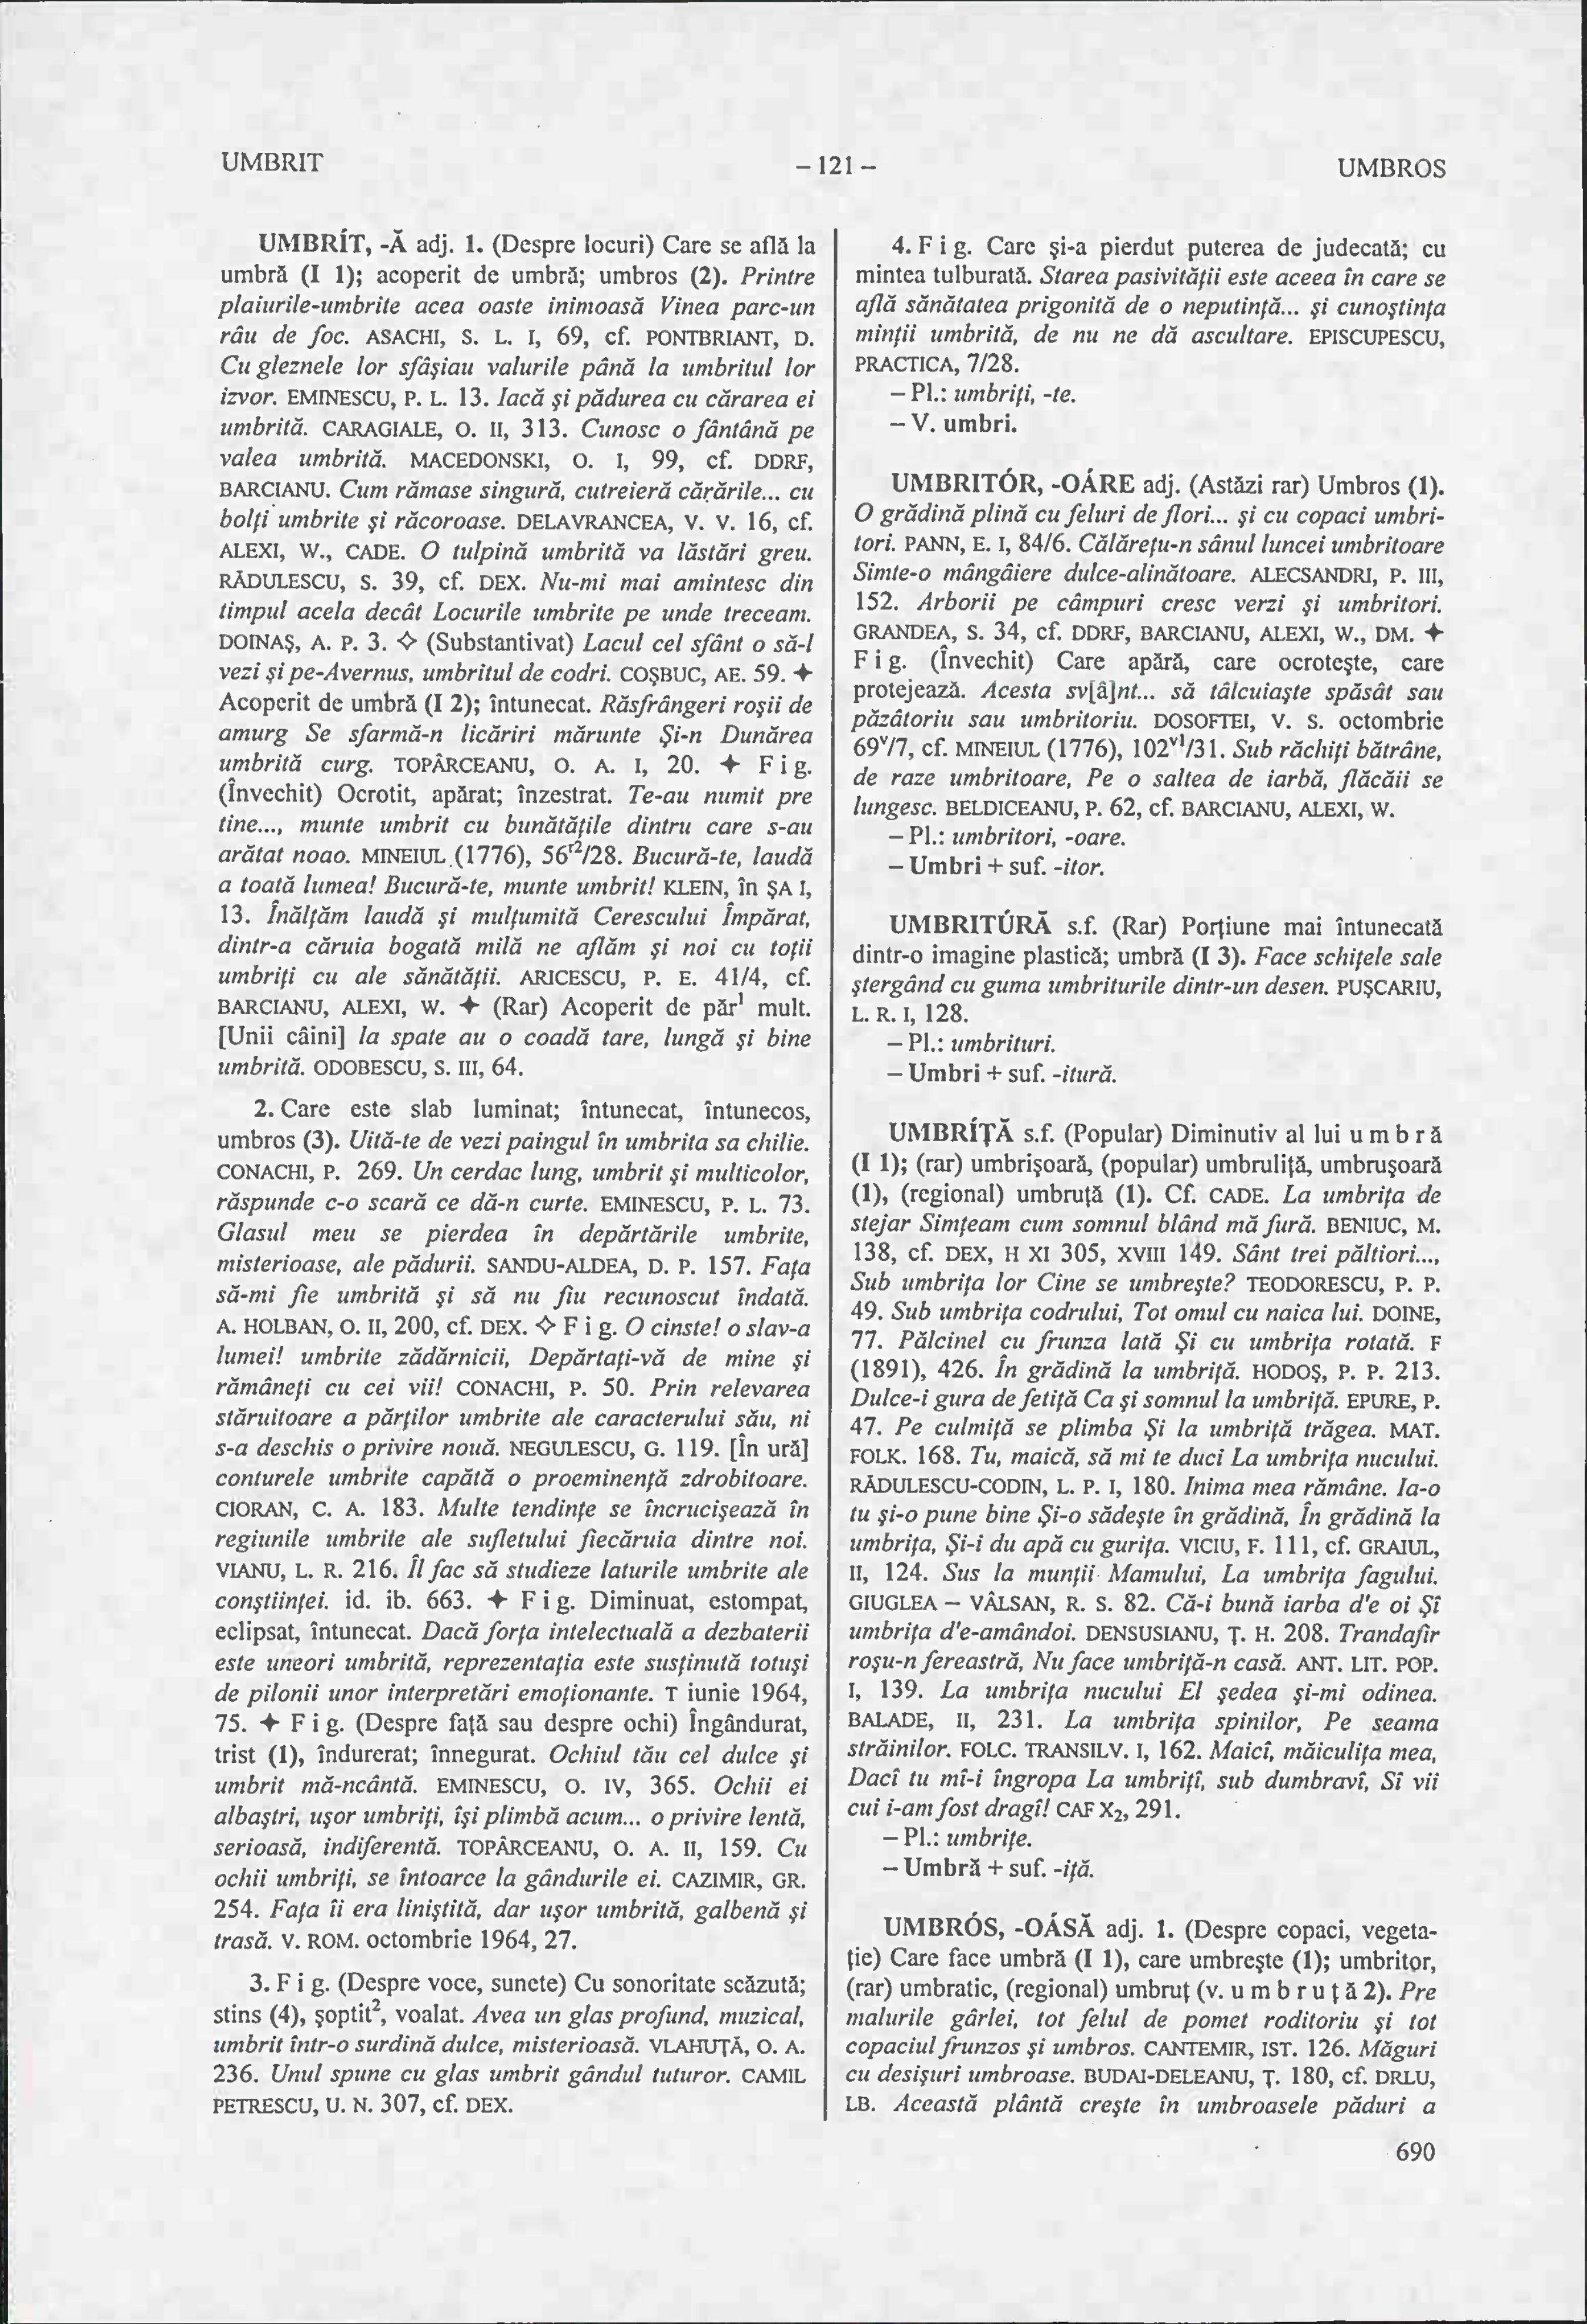 UMBRIT
– 121 –
UMBROS
UMBRÍT, -Ă adj. 1. (Despre locuri) Care se află la
umbră (I 1); acoperit de umbră; umbros (2). Printre
plaiurile-umbrite acea oaste inimoasă Vinea parc-un
râu de foc. ASACHI, S. L. I, 69, cf. PONTBRIANT, D.
Cu gleznele lor sfâşiau valurile până la umbritul lor
izvor. EMINESCU, P. L. 13. Iacă şi pădurea cu cărarea ei
umbrită. CARAGIALE, O. II, 313. Cunosc o fântână pe
valea umbrită. MACEDONSKI, O. I, 99, cf. DDRF,
BARCIANU. Cum rămase singură, cutreieră cărările... cu
bolţi umbrite şi răcoroase. DELAVRANCEA, V. V. 16, cf.
ALEXI, W., CADE. O tulpină umbrită va lăstări greu.
RĂDULESCU, S. 39, cf. DEX. Nu-mi mai amintesc din
timpul acela decât Locurile umbrite pe unde treceam.
DOINAŞ, A. P. 3. ✧ (Substantivat) Lacul cel sfânt o să-l
vezi şi pe-Avernus, umbritul de codri. COŞBUC, AE. 59. ✦
Acoperit de umbră (I 2); întunecat. Răsfrângeri roşii de
amurg Se sfarmă-n licăriri mărunte Şi-n Dunărea
umbrită curg. TOPÂRCEANU, O. A. I, 20. ✦ F i g.
(Învechit) Ocrotit, apărat; înzestrat. Te-au numit pre
tine..., munte umbrit cu bunătăţile dintru care s-au
arătat noao. MINEIUL (1776), 56ʳ²/28. Bucură-te, laudă
a toată lumea! Bucură-te, munte umbrit! KLEIN, în ŞA I,
13. Înălţăm laudă şi mulţumită Cerescului Împărat,
dintr-a căruia bogată milă ne aflăm şi noi cu toţii
umbriţi cu ale sănătăţii. ARICESCU, P. E. 41/4, cf.
BARCIANU, ALEXI, W. ✦ (Rar) Acoperit de păr¹ mult.
[Unii câini] la spate au o coadă tare, lungă şi bine
umbrită. ODOBESCU, S. III, 64.
2. Care este slab luminat; întunecat, întunecos,
umbros (3). Uită-te de vezi paingul în umbrita sa chilie.
CONACHI, P. 269. Un cerdac lung, umbrit şi multicolor,
răspunde c-o scară ce dă-n curte. EMINESCU, P. L. 73.
Glasul meu se pierdea în depărtările umbrite,
misterioase, ale pădurii. SANDU-ALDEA, D. P. 157. Faţa
să-mi fie umbrită şi să nu fiu recunoscut îndată.
A. HOLBAN, O. II, 200, cf. DEX. ✧ F i g. O cinste! o slav-a
lumei! umbrite zădărnicii, Depărtaţi-vă de mine şi
rămâneţi cu cei vii! CONACHI, P. 50. Prin relevarea
stăruitoare a părţilor umbrite ale caracterului său, ni
s-a deschis o privire nouă. NEGULESCU, G. 119. [În ură]
conturele umbrite capătă o proeminenţă zdrobitoare.
CIORAN, C. A. 183. Multe tendinţe se încrucişează în
regiunile umbrite ale sufletului fiecăruia dintre noi.
VIANU, L. R. 216. Îl fac să studieze laturile umbrite ale
conştiinţei. id. ib. 663. ✦ F i g. Diminuat, estompat,
eclipsat, întunecat. Dacă forţa intelectuală a dezbaterii
este uneori umbrită, reprezentaţia este susţinută totuşi
de pilonii unor interpretări emoţionante. T iunie 1964,
75. ✦ F i g. (Despre faţă sau despre ochi) Îngândurat,
trist (1), îndurerat; înnegurat. Ochiul tău cel dulce şi
umbrit mă-ncântă. EMINESCU, O. IV, 365. Ochii ei
albaştri, uşor umbriţi, îşi plimbă acum... o privire lentă,
serioasă, indiferentă. TOPÂRCEANU, O. A. II, 159. Cu
ochii umbriţi, se întoarce la gândurile ei. CAZIMIR, GR.
254. Faţa îi era liniştită, dar uşor umbrită, galbenă şi
trasă. V. ROM. octombrie 1964, 27.
3. F i g. (Despre voce, sunete) Cu sonoritate scăzută;
stins (4), şoptit², voalat. Avea un glas profund, muzical,
umbrit într-o surdină dulce, misterioasă. VLAHUŢĂ, O. A.
236. Unul spune cu glas umbrit gândul tuturor. CAMIL
PETRESCU, U. N. 307, cf. DEX.
4. F i g. Care şi-a pierdut puterea de judecată; cu
mintea tulburată. Starea pasivităţii este aceea în care se
află sănătatea prigonită de o neputinţă... şi cunoştinţa
minţii umbrită, de nu ne dă ascultare. EPISCUPESCU,
PRACTICA, 7/28.
– Pl.: umbriţi, -te.
– V. umbri.
UMBRITÓR, -OÁRE adj. (Astăzi rar) Umbros (1).
O grădină plină cu feluri de flori... şi cu copaci umbri-
tori. PANN, E. I, 84/6. Călăreţu-n sânul luncei umbritoare
Simte-o mângâiere dulce-alinătoare. ALECSANDRI, P. III,
152. Arborii pe câmpuri cresc verzi şi umbritori.
GRANDEA, S. 34, cf. DDRF, BARCIANU, ALEXI, W., DM. ✦
F i g. (Învechit) Care apără, care ocroteşte, care
protejează. Acesta sv[â]nt... să tâlcuiaşte spăsât sau
păzâtoriu sau umbritoriu. DOSOFTEI, V. S. octombrie
69ᵛ/7, cf. MINEIUL (1776), 102ᵛ¹/31. Sub răchiţi bătrâne,
de raze umbritoare, Pe o saltea de iarbă, flăcăii se
lungesc. BELDICEANU, P. 62, cf. BARCIANU, ALEXI, W.
– Pl.: umbritori, -oare.
– Umbri + suf. -itor.
UMBRITÚRĂ s.f. (Rar) Porţiune mai întunecată
dintr-o imagine plastică; umbră (I 3). Face schiţele sale
ştergând cu guma umbriturile dintr-un desen. PUŞCARIU,
L. R. I, 128.
– Pl.: umbrituri.
– Umbri + suf. -itură.
UMBRÍŢĂ s.f. (Popular) Diminutiv al lui u m b r ă
(I 1); (rar) umbrişoară, (popular) umbruliţă, umbruşoară
(1), (regional) umbruţă (1). Cf. CADE. La umbriţa de
stejar Simţeam cum somnul blând mă fură. BENIUC, M.
138, cf. DEX, H XI 305, XVIII 149. Sânt trei păltiori...,
Sub umbriţa lor Cine se umbreşte? TEODORESCU, P. P.
49. Sub umbriţa codrului, Tot omul cu naica lui. DOINE,
77. Pălcinel cu frunza lată Şi cu umbriţa rotată. F
(1891), 426. În grădină la umbriţă. HODOŞ, P. P. 213.
Dulce-i gura de fetiţă Ca şi somnul la umbriţă. EPURE, P.
47. Pe culmiţă se plimba Şi la umbriţă trăgea. MAT.
FOLK. 168. Tu, maică, să mi te duci La umbriţa nucului.
RĂDULESCU-CODIN, L. P. I, 180. Inima mea rămâne. Ia-o
tu şi-o pune bine Şi-o sădeşte în grădină, În grădină la
umbriţa, Şi-i du apă cu guriţa. VICIU, F. 111, cf. GRAIUL,
II, 124. Sus la munţii Mamului, La umbriţa fagului.
GIUGLEA – VÂLSAN, R. S. 82. Că-i bună iarba d'e oi Şî
umbriţa d'e-amândoi. DENSUSIANU, Ţ. H. 208. Trandafir
roşu-n fereastră, Nu face umbriţă-n casă. ANT. LIT. POP.
I, 139. La umbriţa nucului El şedea şi-mi odinea.
BALADE, II, 231. La umbriţa spinilor, Pe seama
străinilor. FOLC. TRANSILV. I, 162. Maicî, măiculiţa mea,
Dacî tu mî-i îngropa La umbriţî, sub dumbravî, Sî vii
cui i-am fost dragî! CAF X₂, 291.
– Pl.: umbriţe.
– Umbră + suf. -iţă.
UMBRÓS, -OÁSĂ adj. 1. (Despre copaci, vegeta-
ţie) Care face umbră (I 1), care umbreşte (1); umbritor,
(rar) umbratic, (regional) umbruţ (v. u m b r u ţ ă 2). Pre
malurile gârlei, tot felul de pomet roditoriu şi tot
copaciul frunzos şi umbros. CANTEMIR, IST. 126. Măguri
cu desişuri umbroase. BUDAI-DELEANU, Ţ. 180, cf. DRLU,
LB. Această plântă creşte în umbroasele păduri a
690